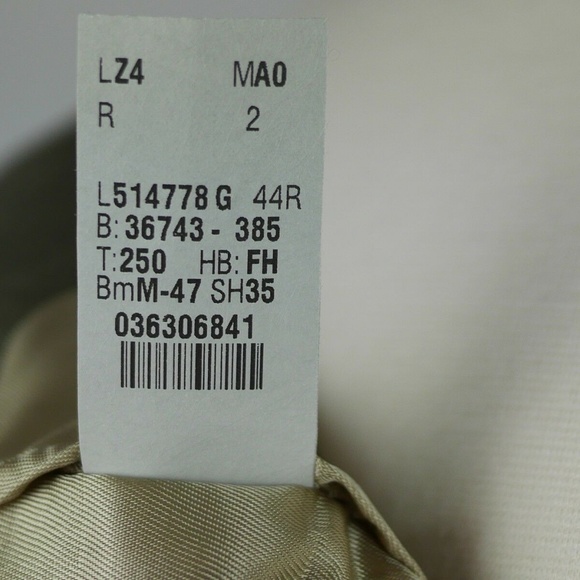 LZ4 MA0
R 2
L514778 G 44R
B: 36743 - 385
T: 250 HB: FH
BmM-47 SH35
036306841